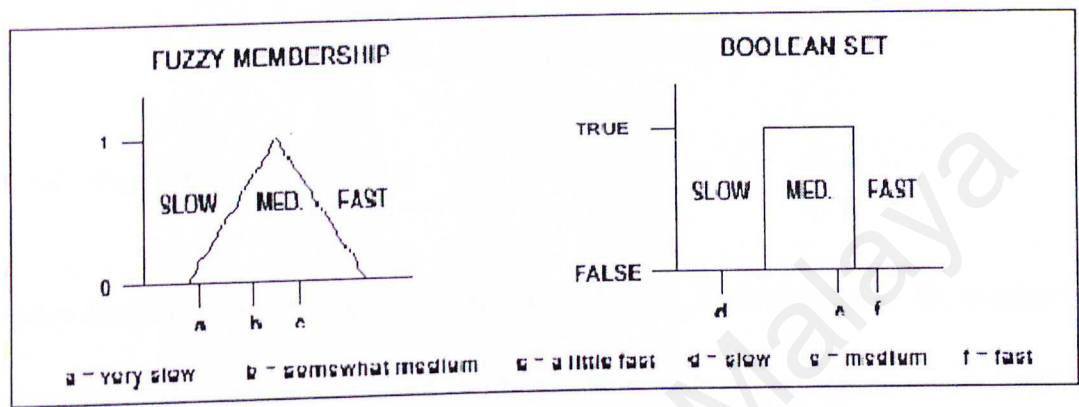 FUZZY MEMBERSHIP
BOOLEAN SET
1
SLOW MED. FAST
0
a b c
TRUE
SLOW MED. FAST
FALSE
d e f
a - very slow b - somewhat medium c - a little fast d - slow e - medium f - fast
Malaya